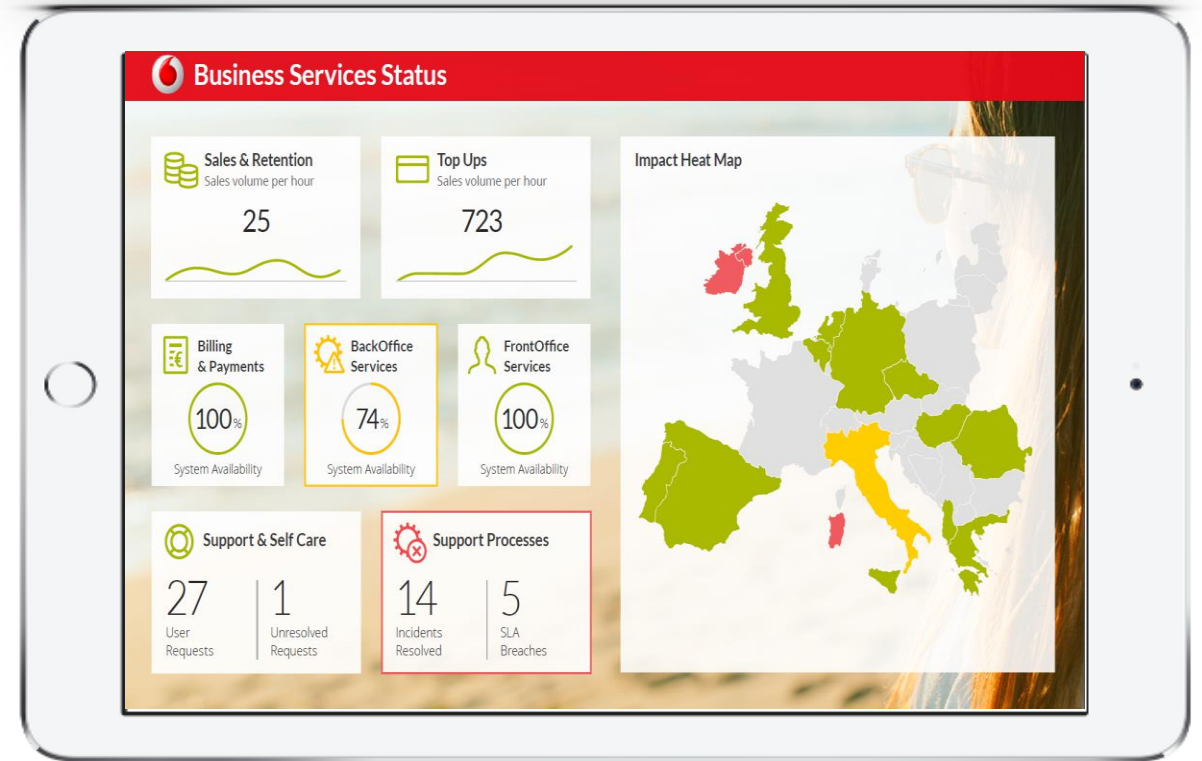 Business Services Status
Sales & Retention
Sales volume per hour
25
Top Ups
Sales volume per hour
723
Impact Heat Map
Billing
& Payments
100%
System Availability
BackOffice
Services
74%
System Availability
FrontOffice
Services
100%
System Availability
Support & Self Care
27
User
Requests
1
Unresolved
Requests
Support Processes
14
Incidents
Resolved
5
SLA
Breaches